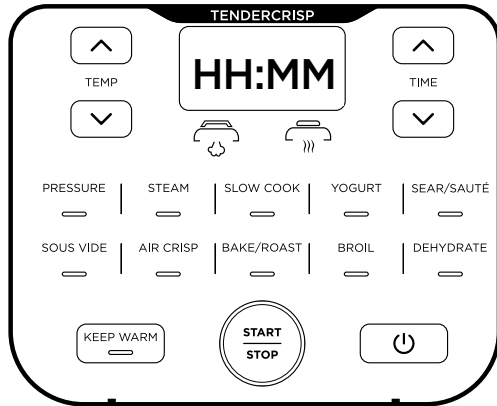 TENDERCRISP
HH:MM
TEMP
TIME
PRESSURE STEAM SLOW COOK YOGURT SEAR/SAUTÉ
SOUS VIDE AIR CRISP BAKE/ROAST BROIL DEHYDRATE
KEEP WARM
START
STOP